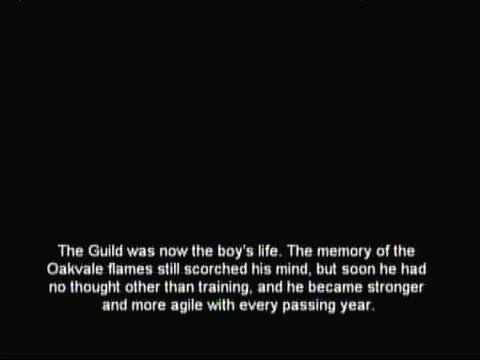 The Guild was now the boy's life. The memory of the
Oakvale flames still scorched his mind, but soon he had
no thought other than training, and he became stronger
and more agile with every passing year.